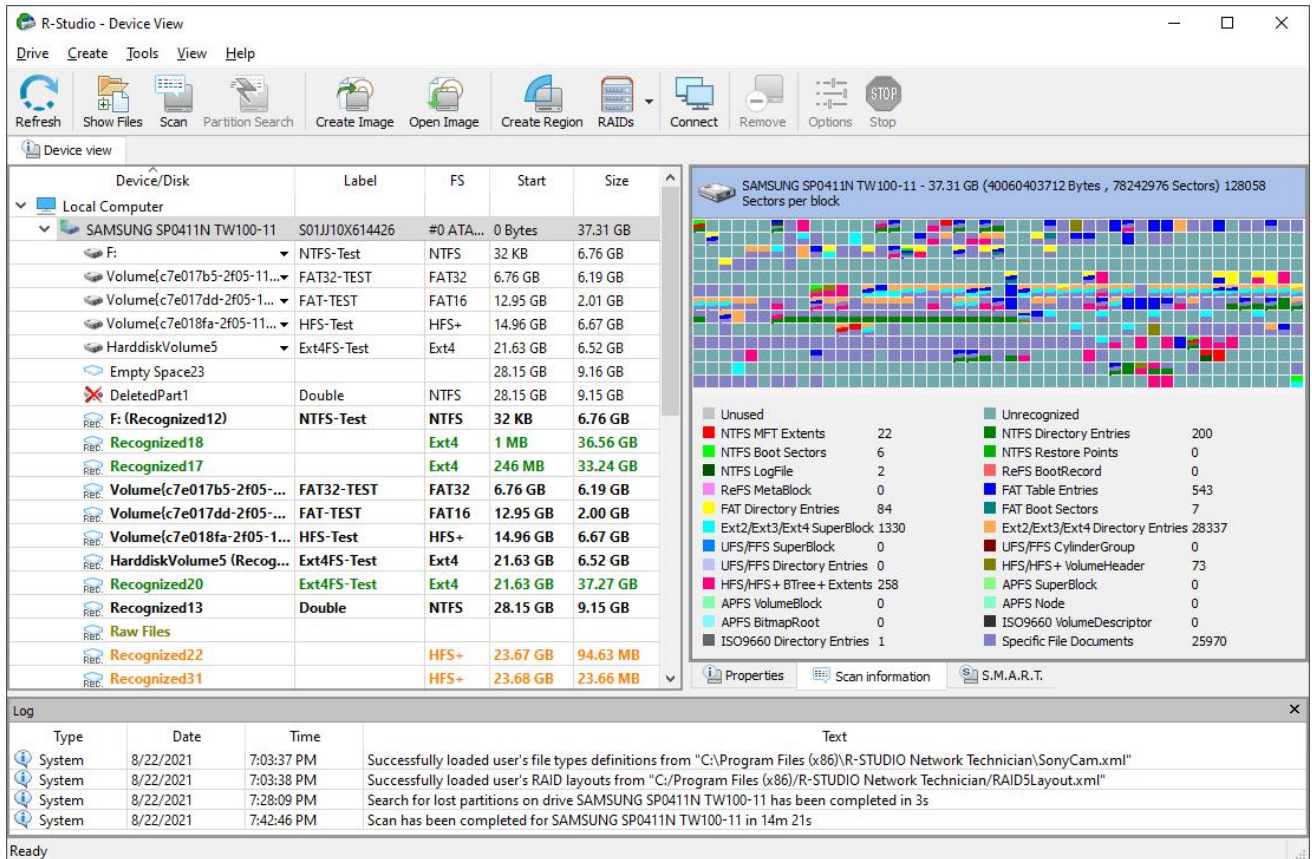 R-Studio - Device View
Drive Create Tools View Help
Refresh Show Files Scan Partition Search Create Image Open Image Create Region RAIDs Connect Remove Options STOP Stop
Device view
Device/Disk Label FS Start Size
Local Computer
SAMSUNG SP0411N TW100-11 S01JJ10X614426 #0 ATA... 0 Bytes 37.31 GB
F: NTFS-Test NTFS 32 KB 6.76 GB
Volume{c7e017b5-2f05-11... FAT32-TEST FAT32 6.76 GB 6.19 GB
Volume{c7e017dd-2f05-1... FAT-TEST FAT16 12.95 GB 2.01 GB
Volume{c7e018fa-2f05-11... HFS-Test HFS+ 14.96 GB 6.67 GB
HarddiskVolume5 Ext4FS-Test Ext4 21.63 GB 6.52 GB
Empty Space23 28.15 GB 9.16 GB
DeletedPart1 Double NTFS 28.15 GB 9.15 GB
Rec. F: (Recognized12) NTFS-Test NTFS 32 KB 6.76 GB
Rec. Recognized18 Ext4 1 MB 36.56 GB
Rec. Recognized17 Ext4 246 MB 33.24 GB
Rec. Volume{c7e017b5-2f05-... FAT32-TEST FAT32 6.76 GB 6.19 GB
Rec. Volume{c7e017dd-2f05-... FAT-TEST FAT16 12.95 GB 2.00 GB
Rec. Volume{c7e018fa-2f05-1... HFS-Test HFS+ 14.96 GB 6.67 GB
Rec. HarddiskVolume5 (Recog... Ext4FS-Test Ext4 21.63 GB 6.52 GB
Rec. Recognized20 Ext4FS-Test Ext4 21.63 GB 37.27 GB
Rec. Recognized13 Double NTFS 28.15 GB 9.15 GB
Rec. Raw Files
Rec. Recognized22 HFS+ 23.67 GB 94.63 MB
Rec. Recognized31 HFS+ 23.68 GB 23.66 MB
SAMSUNG SP0411N TW100-11 - 37.31 GB (40060403712 Bytes , 78242976 Sectors) 128058
Sectors per block
Unused Unrecognized
NTFS MFT Extents 22 NTFS Directory Entries 200
NTFS Boot Sectors 6 NTFS Restore Points 0
NTFS LogFile 2 ReFS BootRecord 0
ReFS MetaBlock 0 FAT Table Entries 543
FAT Directory Entries 84 FAT Boot Sectors 7
Ext2/Ext3/Ext4 SuperBlock 1330 Ext2/Ext3/Ext4 Directory Entries 28337
UFS/FFS SuperBlock 0 UFS/FFS CylinderGroup 0
UFS/FFS Directory Entries 0 HFS/HFS+ VolumeHeader 73
HFS/HFS+ BTree+ Extents 258 APFS SuperBlock 0
APFS VolumeBlock 0 APFS Node 0
APFS BitmapRoot 0 ISO9660 VolumeDescriptor 0
ISO9660 Directory Entries 1 Specific File Documents 25970
Properties Scan information S.M.A.R.T.
Log
Type Date Time Text
System 8/22/2021 7:03:37 PM Successfully loaded user's file types definitions from "C:\Program Files (x86)\R-STUDIO Network Technician\SonyCam.xml"
System 8/22/2021 7:03:38 PM Successfully loaded user's RAID layouts from "C:/Program Files (x86)/R-STUDIO Network Technician/RAID5Layout.xml"
System 8/22/2021 7:28:09 PM Search for lost partitions on drive SAMSUNG SP0411N TW100-11 has been completed in 3s
System 8/22/2021 7:42:46 PM Scan has been completed for SAMSUNG SP0411N TW100-11 in 14m 21s
Ready